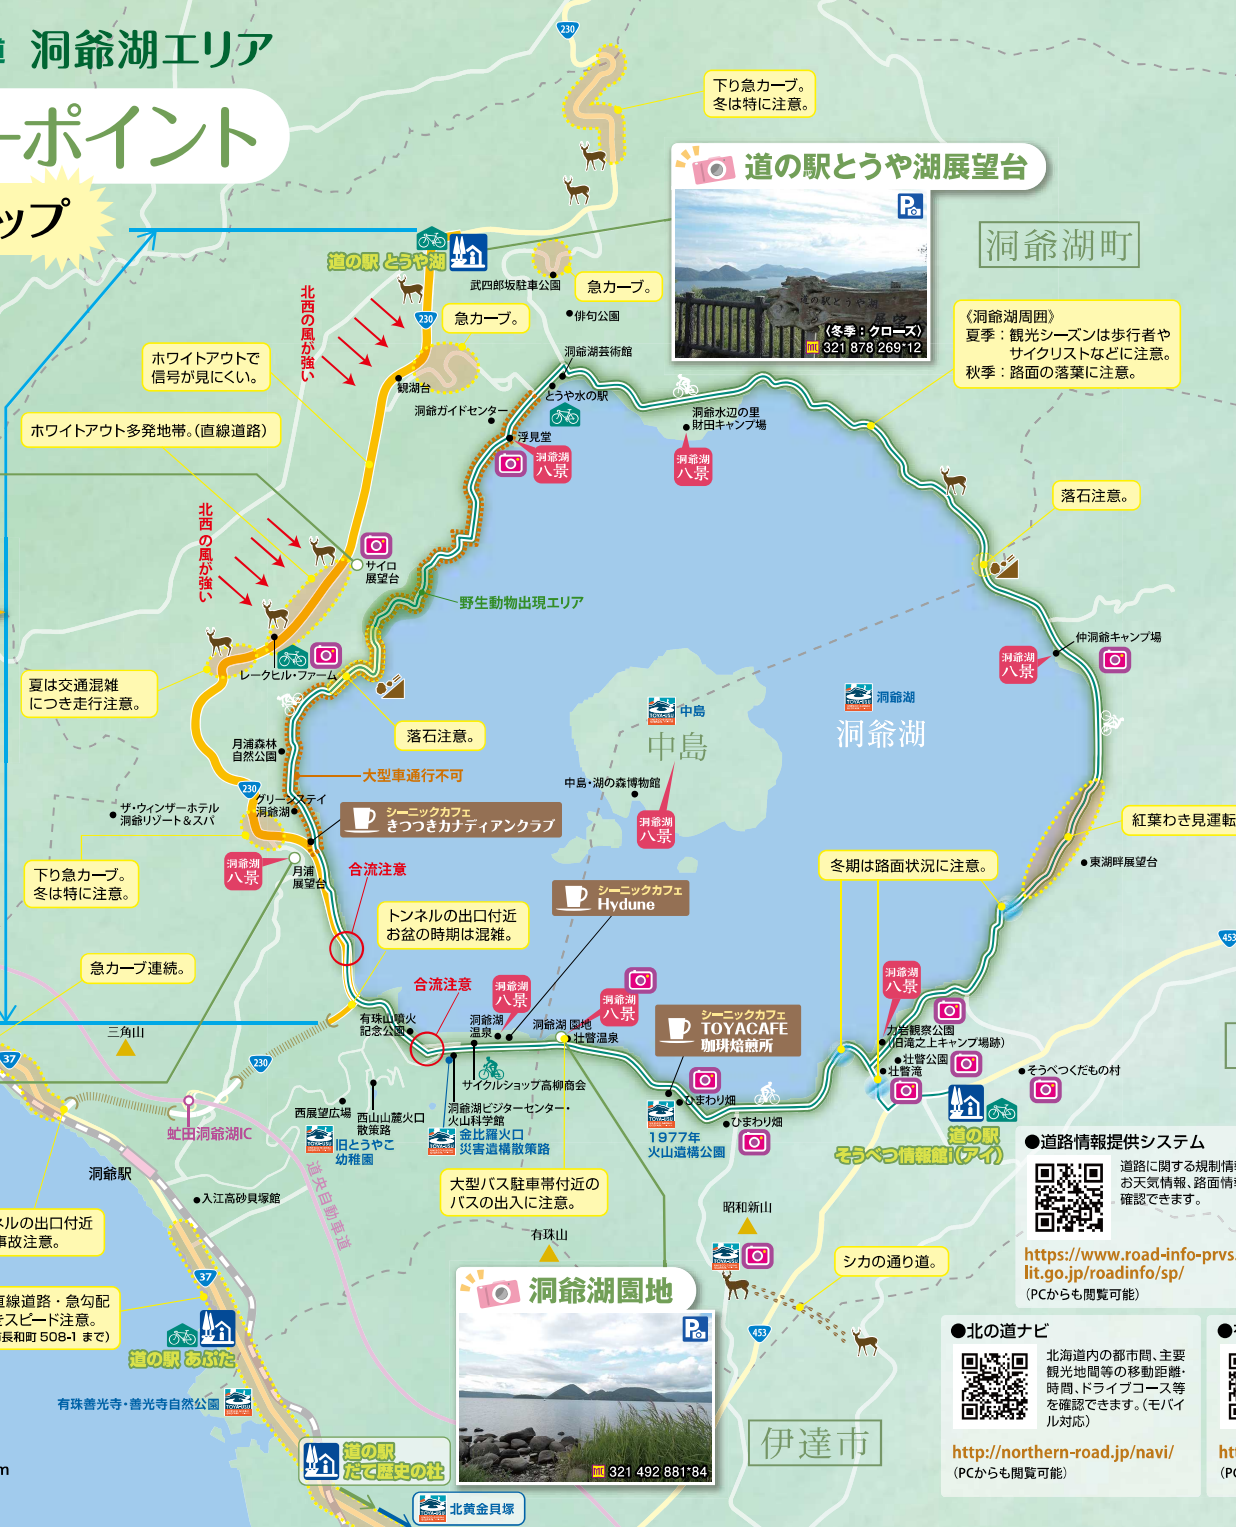 道 洞爺湖エリア
ーポイント
ップ
230
下り急カーブ。
冬は特に注意。
道の駅とうや湖展望台
P
道の駅とうや湖
展望
〈冬季：クローズ〉
321 878 269*12
洞爺湖町
道の駅 とうや湖
武四郎坂駐車公園
急カーブ。
俳句公園
230
急カーブ。
北西の風が強い
ホワイトアウトで
信号が見にくい。
観湖台
洞爺湖芸術館
とうや水の駅
洞爺ガイドセンター
浮見堂
洞爺湖
八景
ホワイトアウト多発地帯。（直線道路）
洞爺水辺の里
財田キャンプ場
洞爺湖
八景
《洞爺湖周囲》
夏季：観光シーズンは歩行者や
サイクリストなどに注意。
秋季：路面の落葉に注意。
落石注意。
北西の風が強い
サイロ
展望台
野生動物出現エリア
レークヒル・ファーム
夏は交通混雑
につき走行注意。
落石注意。
仲洞爺キャンプ場
洞爺湖
八景
中島
中島
洞爺湖
洞爺湖
中島・湖の森博物館
洞爺湖
八景
月浦森林
自然公園
大型車通行不可
230
グリーンステイ
洞爺湖
ザ・ウィンザーホテル
洞爺リゾート＆スパ
シーニックカフェ
きつつきカナディアンクラブ
洞爺湖
八景
月浦
展望台
合流注意
下り急カーブ。
冬は特に注意。
紅葉わき見運転
東湖畔展望台
冬期は路面状況に注意。
シーニックカフェ
Hydune
トンネルの出口付近
お盆の時期は混雑。
急カーブ連続。
453
合流注意
洞爺湖
八景
洞爺湖
八景
洞爺湖
八景
有珠山噴火
記念公園
洞爺湖
温泉
洞爺湖 園地
壮瞥温泉
シーニックカフェ
TOYACAFE
珈琲焙煎所
力岩観察公園
（旧滝之上キャンプ場跡）
壮瞥公園
壮瞥滝
そうべつくだもの村
三角山
37
230
サイクルショップ高柳商会
西展望広場
西山山麓火口
散策路
洞爺湖ビジターセンター・
火山科学館
金比羅火口
災害遺構散策路
旧とうやこ
幼稚園
虻田洞爺湖IC
ひまわり畑
ひまわり畑
1977年
火山遺構公園
道の駅
そうべつ情報館i（アイ）
洞爺駅
道央自動車道
大型バス駐車帯付近の
バスの出入に注意。
入江高砂貝塚館
●道路情報提供システム
道路に関する規制情
お天気情報、路面情
確認できます。
https://www.road-info-prvs.
lit.go.jp/roadinfo/sp/
（PCからも閲覧可能）
ネルの出口付近
事故注意。
有珠山
昭和新山
シカの通り道。
直線道路・急勾配
きスピード注意。
長和町 508-1 まで）
37
道の駅 あぷた
洞爺湖園地
P
321 492 881*84
453
●北の道ナビ
北海道内の都市間、主要
観光地間等の移動距離・
時間、ドライブコース等
を確認できます。（モバイ
ル対応）
http://northern-road.jp/navi/
（PCからも閲覧可能）
有珠善光寺・善光寺自然公園
道の駅
だて歴史の杜
伊達市
北黄金貝塚
m